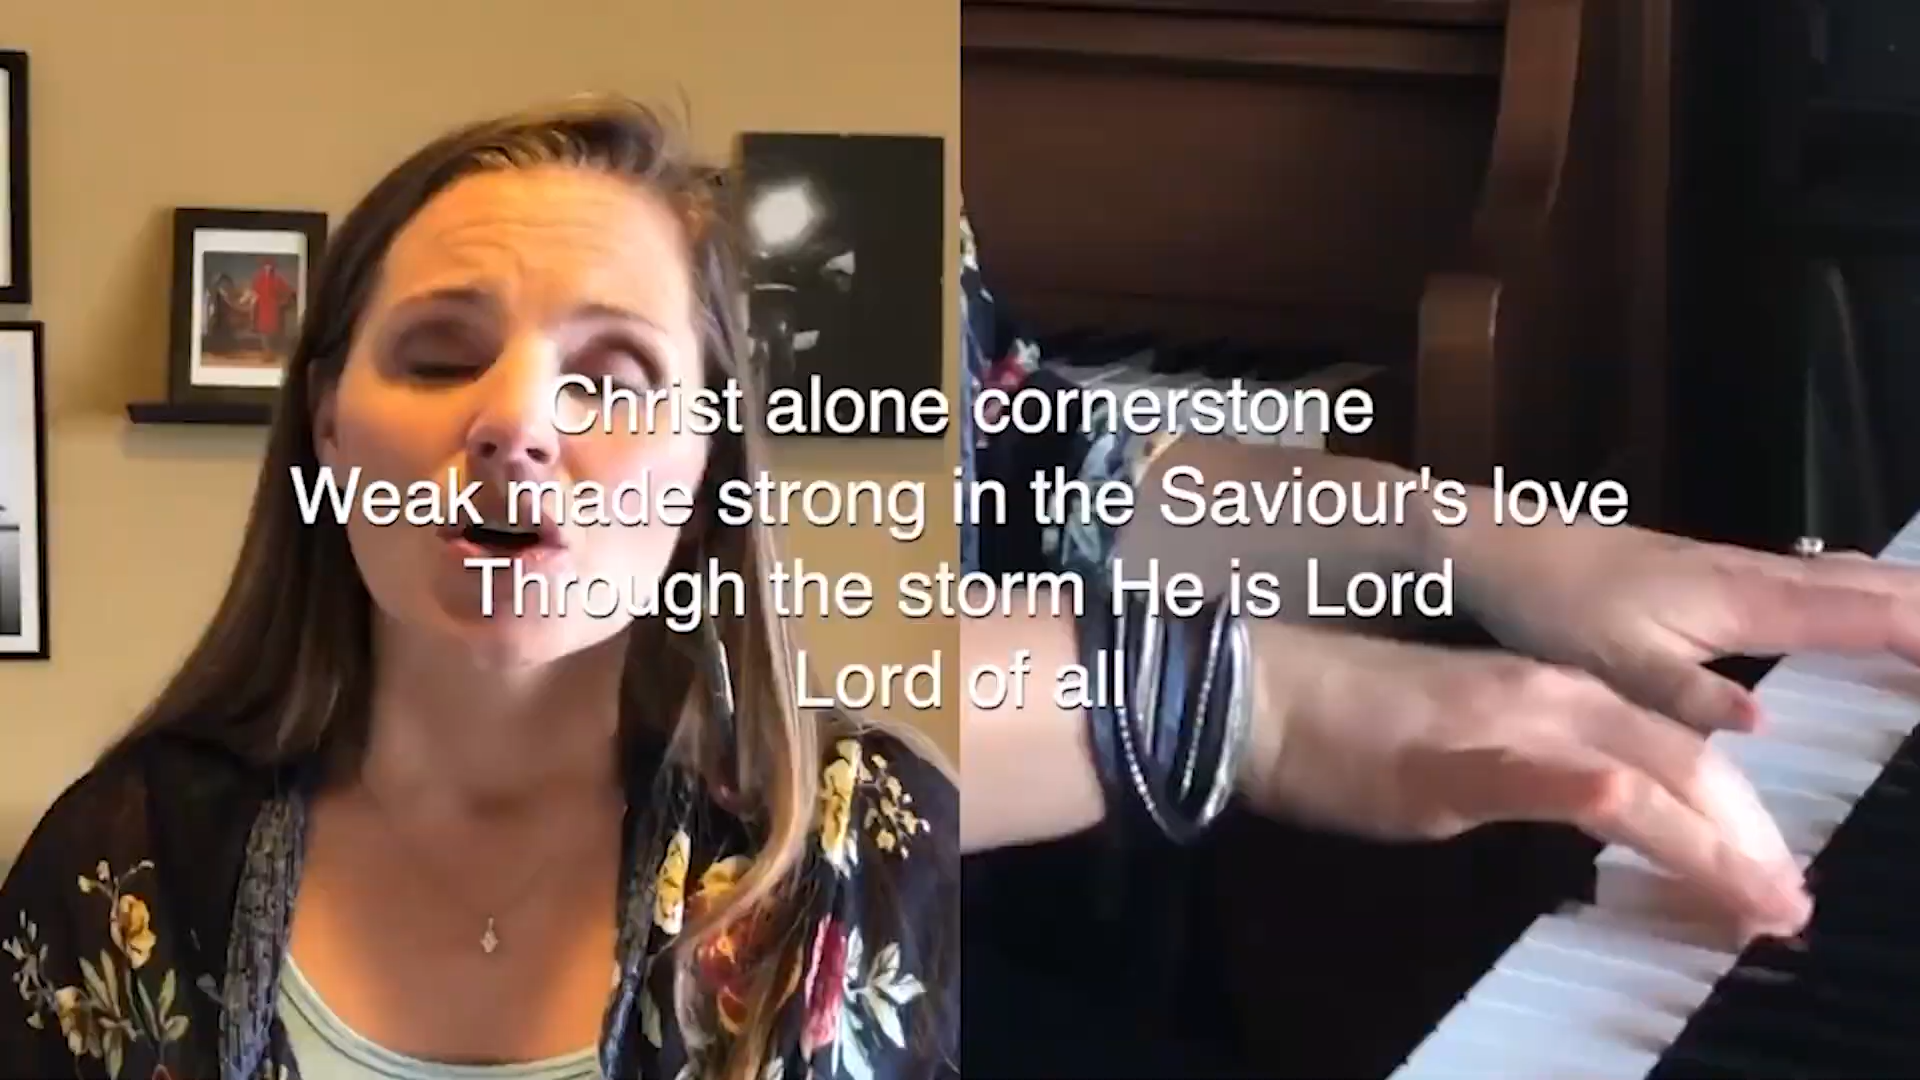 Christ alone cornerstone
Weak made strong in the Saviour's love
Through the storm He is Lord
Lord of all